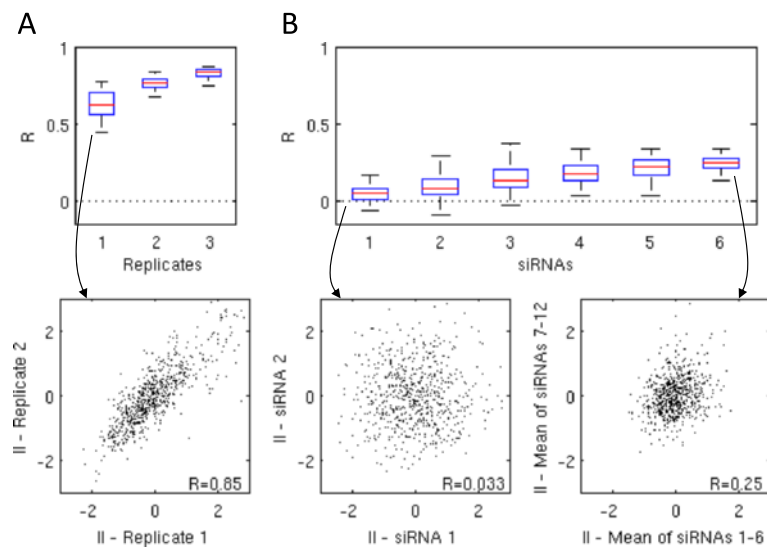 A
B
1
0.5
0
R
1 2 3
Replicates
1
0.5
0
R
1 2 3 4 5 6
siRNAs
2
0
-2
II - Replicate 2
R=0.85
-2 0 2
II - Replicate 1
2
0
-2
II - siRNA 2
R=0.033
-2 0 2
II - siRNA 1
2
0
-2
II - Mean of siRNAs 7-12
R=0.25
-2 0 2
II - Mean of siRNAs 1-6